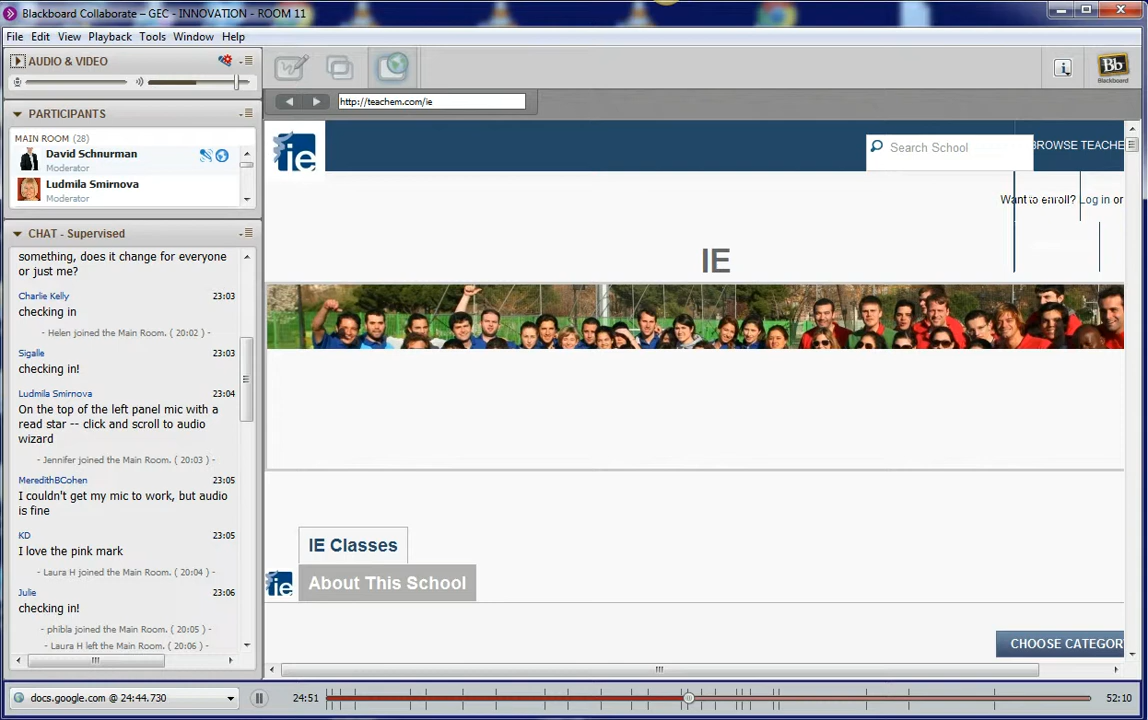 Blackboard Collaborate – GEC - INNOVATION - ROOM 11
File Edit View Playback Tools Window Help
AUDIO & VIDEO
PARTICIPANTS
MAIN ROOM (28)
David Schnurman
Moderator
Ludmila Smirnova
Moderator
CHAT - Supervised
something, does it change for everyone
or just me?
Charlie Kelly 23:03
checking in
- Helen joined the Main Room. ( 20:02 ) -
Sigalle 23:03
checking in!
Ludmila Smirnova 23:04
On the top of the left panel mic with a
read star -- click and scroll to audio
wizard
- Jennifer joined the Main Room. ( 20:03 ) -
MeredithBCohen 23:05
I couldn't get my mic to work, but audio
is fine
KD 23:05
I love the pink mark
- Laura H joined the Main Room. ( 20:04 ) -
Julie 23:06
checking in!
- phibla joined the Main Room. ( 20:05 ) -
- Laura H left the Main Room. ( 20:06 ) -
docs.google.com @ 24:44.730
Bb
Blackboard
http://teachem.com/ie
ie
Search School
BROWSE TEACHE
Want to enroll? Log in or
IE
IE Classes
ie
About This School
CHOOSE CATEGOR
24:51
52:10